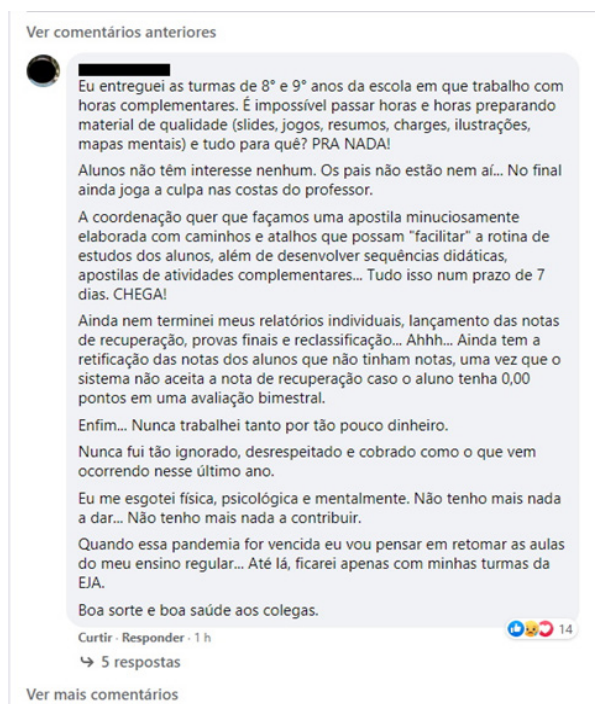 Ver comentários anteriores
Eu entreguei as turmas de 8° e 9° anos da escola em que trabalho com
horas complementares. É impossível passar horas e horas preparando
material de qualidade (slides, jogos, resumos, charges, ilustrações,
mapas mentais) e tudo para quê? PRA NADA!
Alunos não têm interesse nenhum. Os pais não estão nem aí... No final
ainda joga a culpa nas costas do professor.
A coordenação quer que façamos uma apostila minuciosamente
elaborada com caminhos e atalhos que possam "facilitar" a rotina de
estudos dos alunos, além de desenvolver sequências didáticas,
apostilas de atividades complementares... Tudo isso num prazo de 7
dias. CHEGA!
Ainda nem terminei meus relatórios individuais, lançamento das notas
de recuperação, provas finais e reclassificação... Ahhh... Ainda tem a
retificação das notas dos alunos que não tinham notas, uma vez que o
sistema não aceita a nota de recuperação caso o aluno tenha 0,00
pontos em uma avaliação bimestral.
Enfim... Nunca trabalhei tanto por tão pouco dinheiro.
Nunca fui tão ignorado, desrespeitado e cobrado como o que vem
ocorrendo nesse último ano.
Eu me esgotei física, psicológica e mentalmente. Não tenho mais nada
a dar... Não tenho mais nada a contribuir.
Quando essa pandemia for vencida eu vou pensar em retomar as aulas
do meu ensino regular... Até lá, ficarei apenas com minhas turmas da
EJA.
Boa sorte e boa saúde aos colegas.
14
Curtir · Responder · 1 h
5 respostas
Ver mais comentários